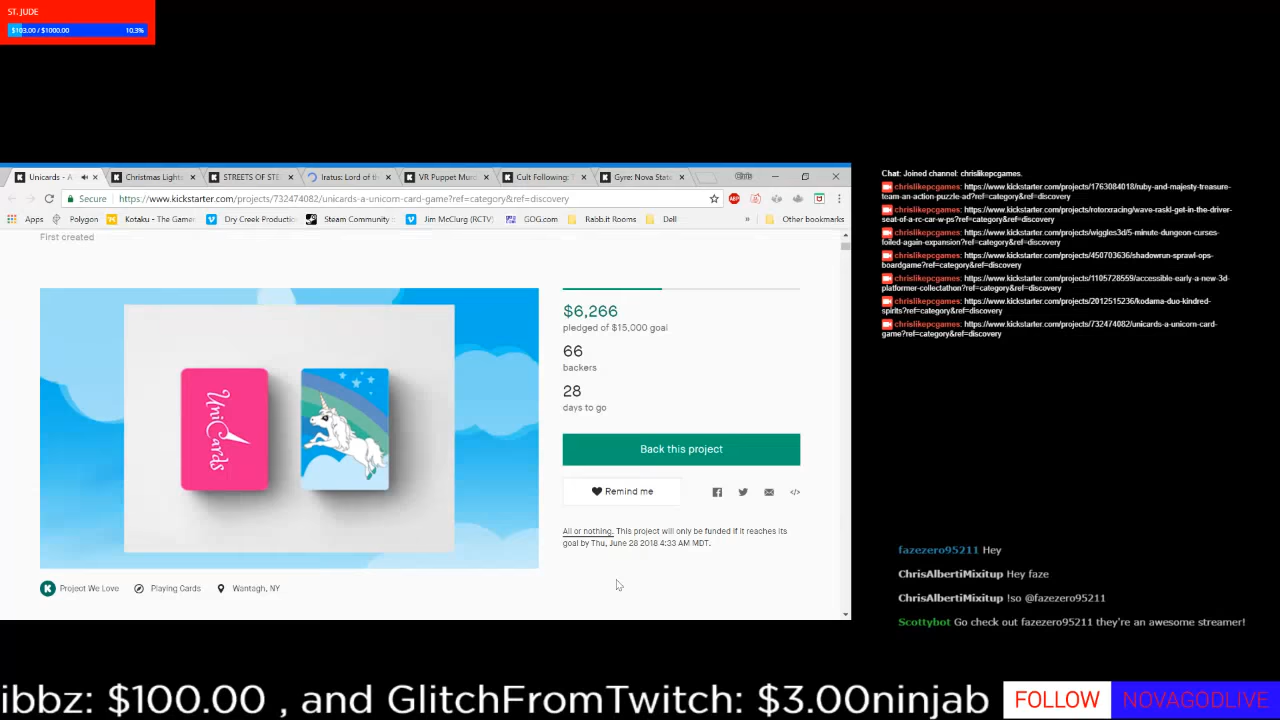 ST. JUDE
$103.00 / $1000.00 10.3%
Unicards - A Christmas Lights STREETS OF STE Iratus: Lord of the VR Puppet Mus Cult Following: T Gyre: Nova State Chris
Secure https://www.kickstarter.com/projects/732474082/unicards-a-unicorn-card-game?ref=category&ref=discovery
Apps Polygon Kotaku - The Gamer Dry Creek Production Steam Community Jim McClurg (RCTV) GOG.com Rabb.it Rooms Dell » Other bookmarks
First created
UniCards
$6,266
pledged of $15,000 goal
66
backers
28
days to go
Back this project
Remind me
All or nothing. This project will only be funded if it reaches its
goal by Thu, June 28 2018 4:33 AM MDT.
Project We Love Playing Cards Wantagh, NY
Chat: Joined channel: chrislikepcgames.
chrislikepcgames: https://www.kickstarter.com/projects/1763084018/ruby-and-majesty-treasure-
team-an-action-puzzle-ad?ref=category&ref=discovery
chrislikepcgames: https://www.kickstarter.com/projects/rotorxracing/wave-raskl-get-in-the-driver-
seat-of-a-rc-car-w-ps?ref=category&ref=discovery
chrislikepcgames: https://www.kickstarter.com/projects/wiggles3d/5-minute-dungeon-curses-
foiled-again-expansion?ref=category&ref=discovery
chrislikepcgames: https://www.kickstarter.com/projects/450703636/shadowrun-sprawl-ops-
boardgame?ref=category&ref=discovery
chrislikepcgames: https://www.kickstarter.com/projects/1105728559/accessible-early-a-new-3d-
platformer-collectathon?ref=category&ref=discovery
chrislikepcgames: https://www.kickstarter.com/projects/2012515236/kodama-duo-kindred-
spirits?ref=category&ref=discovery
chrislikepcgames: https://www.kickstarter.com/projects/732474082/unicards-a-unicorn-card-
game?ref=category&ref=discovery
fazezero95211 Hey
ChrisAlbertiMixitup Hey faze
ChrisAlbertiMixitup !so @fazezero95211
Scottybot Go check out fazezero95211 they're an awesome streamer!
ibbz: $100.00 , and GlitchFromTwitch: $3.00ninjab
FOLLOW NOVAGODLIVE